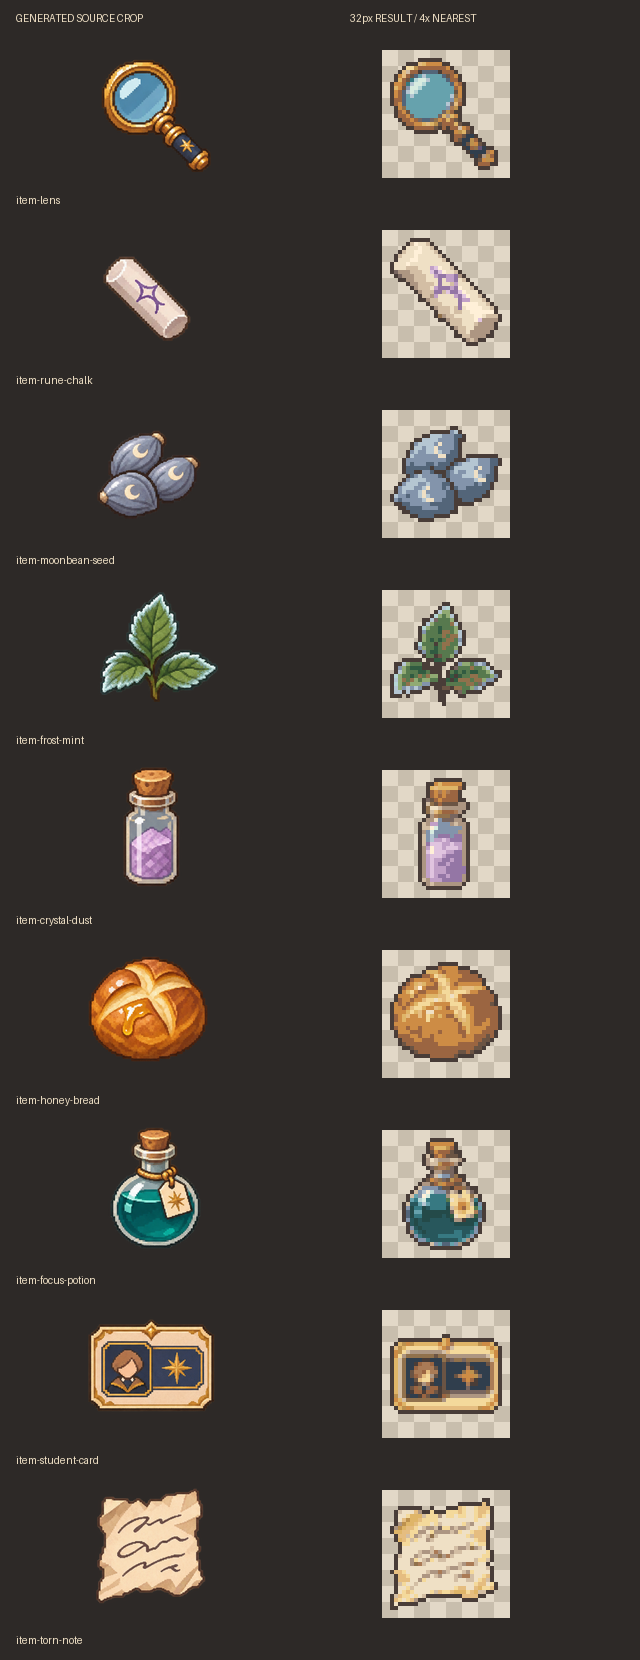 GENERATED SOURCE CROP
32px RESULT / 4x NEAREST
item-lens
item-rune-chalk
item-moonbean-seed
item-frost-mint
item-crystal-dust
item-honey-bread
item-focus-potion
item-student-card
item-torn-note